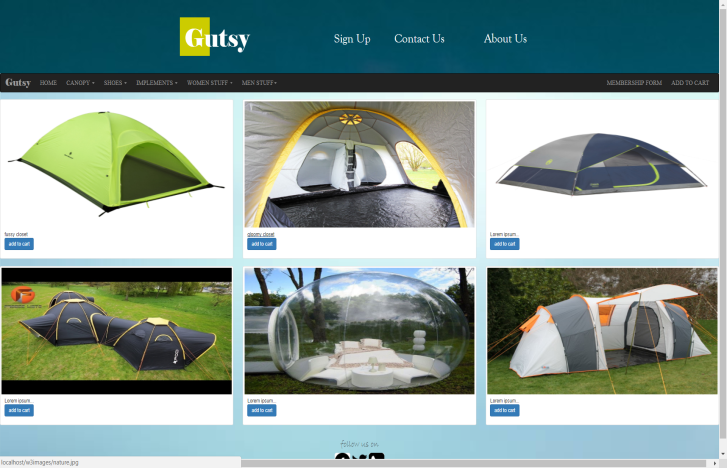 Gutsy
Sign Up Contact Us About Us
Gutsy HOME CANOPY SHOES IMPLEMENTS WOMEN STUFF MEN STUFF MEMBERSHIP FORM ADD TO CART
fussy closet
add to cart
gloomy closet
add to cart
Lorem ipsum...
add to cart
Lorem ipsum...
add to cart
Lorem ipsum...
add to cart
Lorem ipsum...
add to cart
follow us on
localhost/w3images/nature.jpg